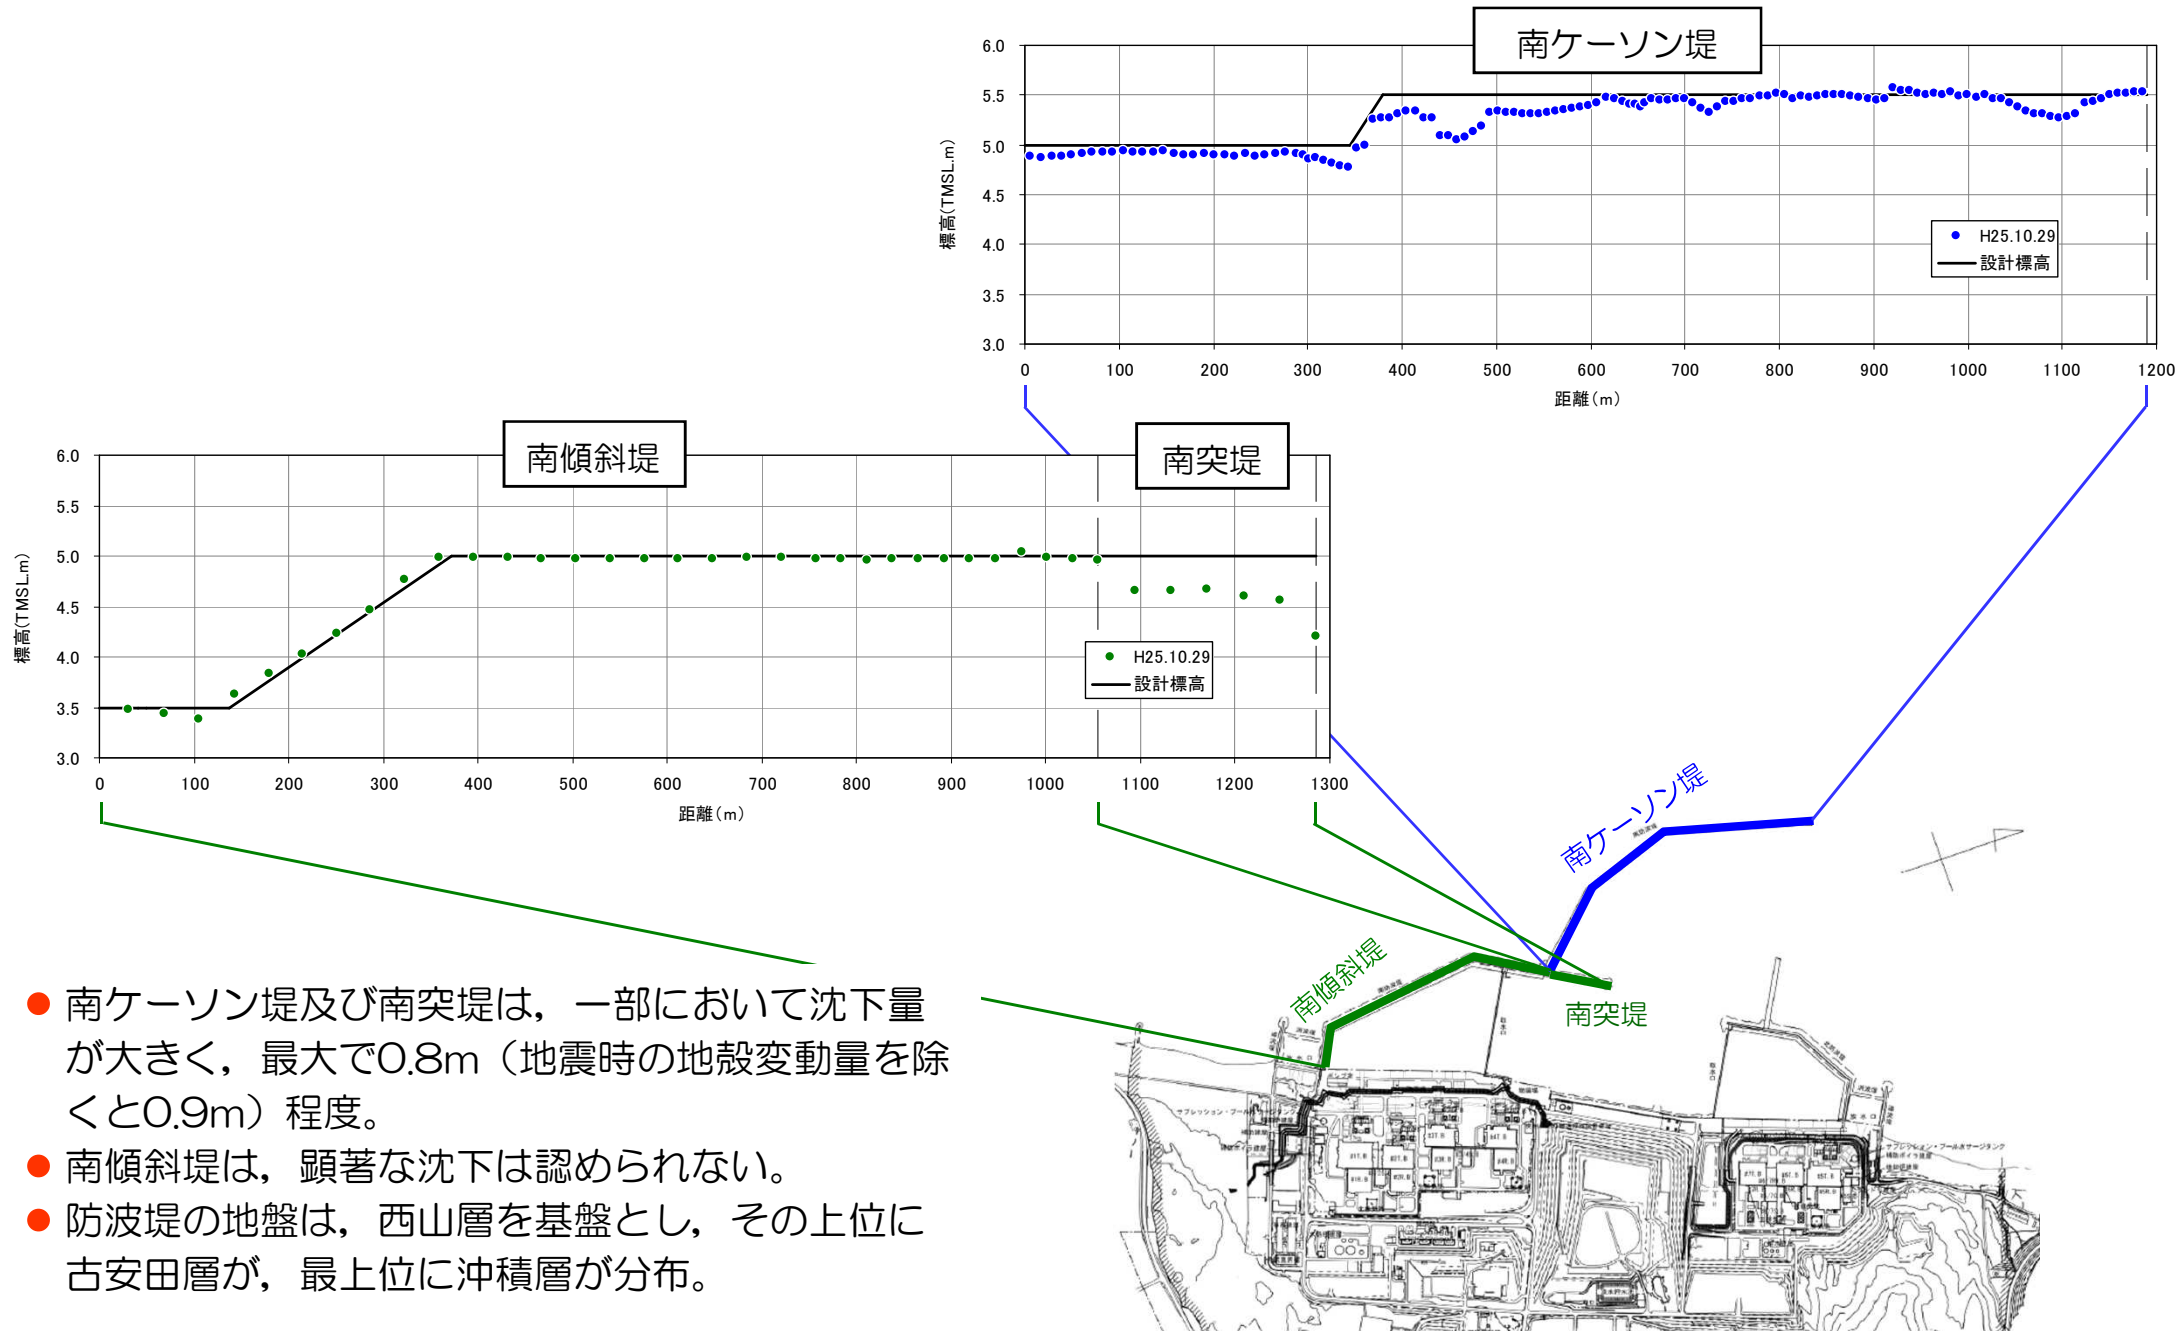 南ケーソン堤
6.0
5.5
5.0
4.5
4.0
3.5
3.0
標高(TMSL.m)
H25.10.29
設計標高
0 100 200 300 400 500 600 700 800 900 1000 1100 1200
距離(m)
南傾斜堤
南突堤
6.0
5.5
5.0
4.5
4.0
3.5
3.0
標高(TMSL.m)
H25.10.29
設計標高
0 100 200 300 400 500 600 700 800 900 1000 1100 1200 1300
距離(m)
南ケーソン堤
南傾斜堤
南突堤
● 南ケーソン堤及び南突堤は，一部において沈下量
が大きく，最大で0.8m（地震時の地殻変動量を除
くと0.9m）程度。
● 南傾斜堤は，顕著な沈下は認められない。
● 防波堤の地盤は，西山層を基盤とし，その上位に
古安田層が，最上位に沖積層が分布。